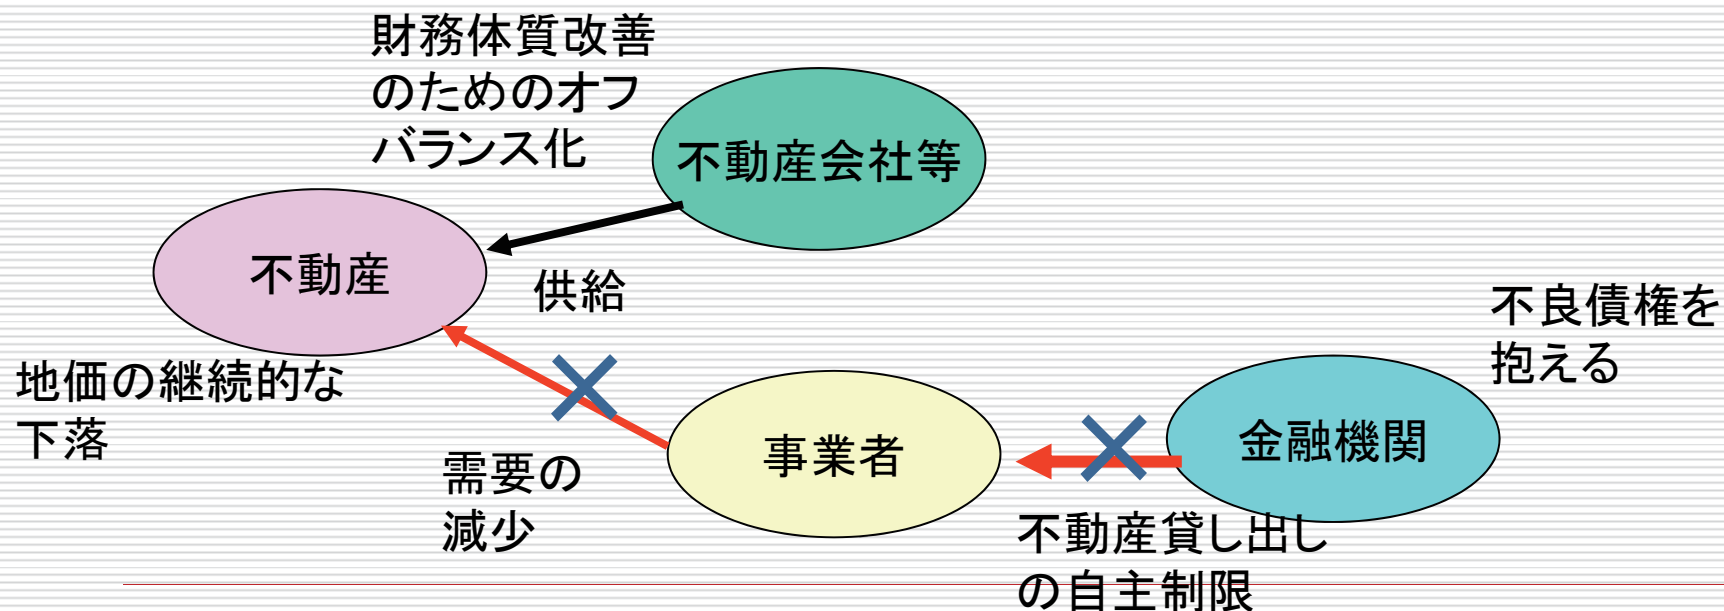 財務体質改善
のためのオフ
バランス化
不動産会社等
不動産
供給
不良債権を
抱える
地価の継続的な
下落
事業者
金融機関
需要の
減少
不動産貸し出し
の自主制限